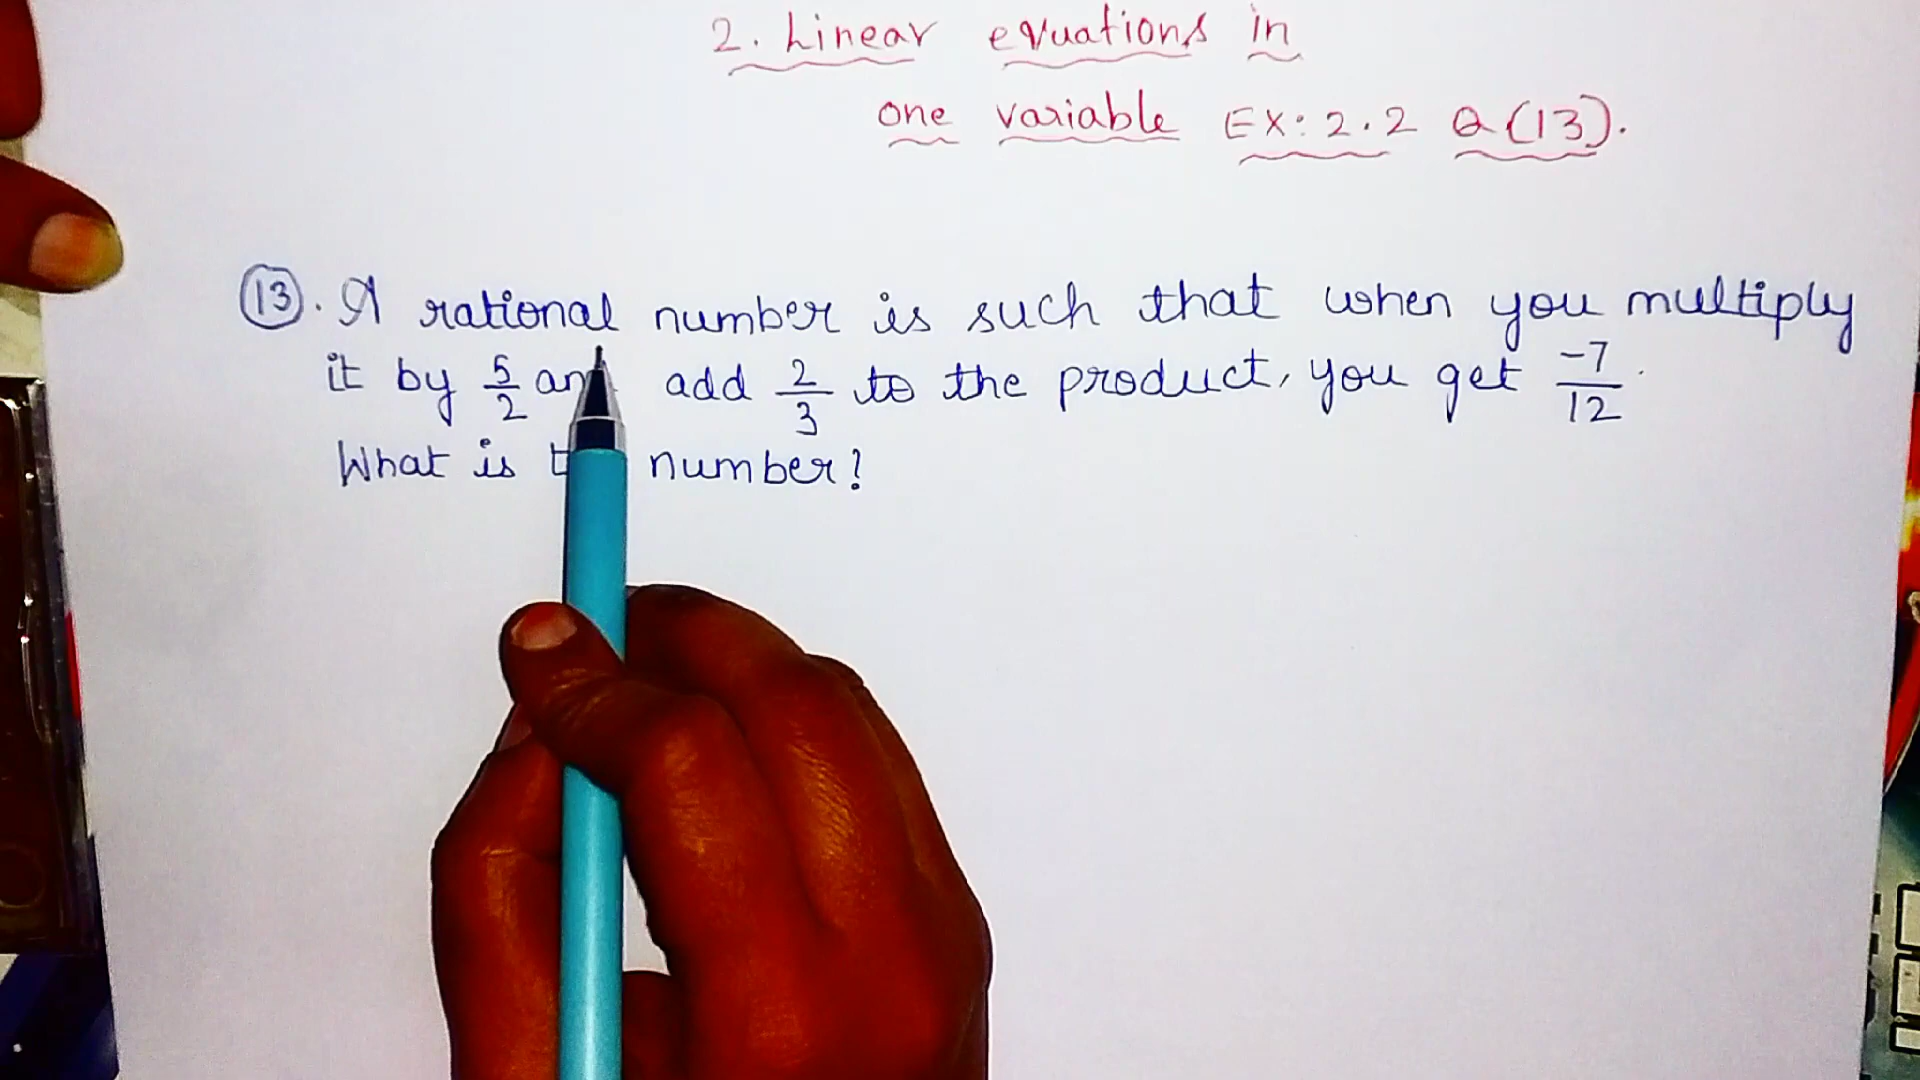 2. Linear equations in
one variable EX: 2.2 Q(13).
(13). A rational number is such that when you multiply
it by 5/2 add 2/3 to the product, you get -7/12.
What is number?